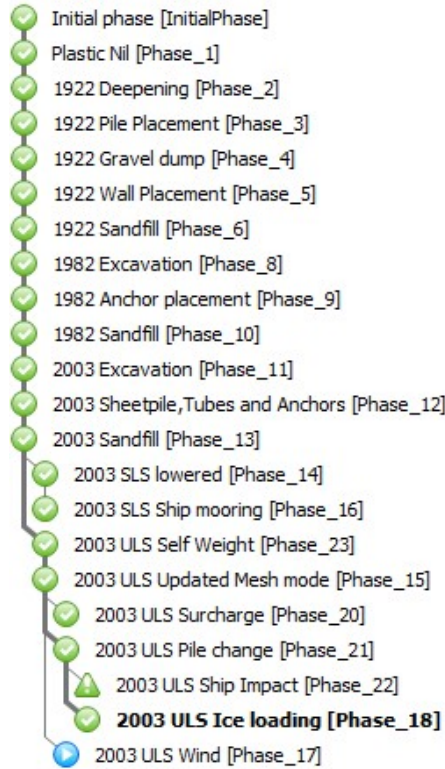 Initial phase [InitialPhase]
Plastic Nil [Phase_1]
1922 Deepening [Phase_2]
1922 Pile Placement [Phase_3]
1922 Gravel dump [Phase_4]
1922 Wall Placement [Phase_5]
1922 Sandfill [Phase_6]
1982 Excavation [Phase_8]
1982 Anchor placement [Phase_9]
1982 Sandfill [Phase_10]
2003 Excavation [Phase_11]
2003 Sheetpile,Tubes and Anchors [Phase_12]
2003 Sandfill [Phase_13]
2003 SLS lowered [Phase_14]
2003 SLS Ship mooring [Phase_16]
2003 ULS Self Weight [Phase_23]
2003 ULS Updated Mesh mode [Phase_15]
2003 ULS Surcharge [Phase_20]
2003 ULS Pile change [Phase_21]
2003 ULS Ship Impact [Phase_22]
2003 ULS Ice loading [Phase_18]
2003 ULS Wind [Phase_17]